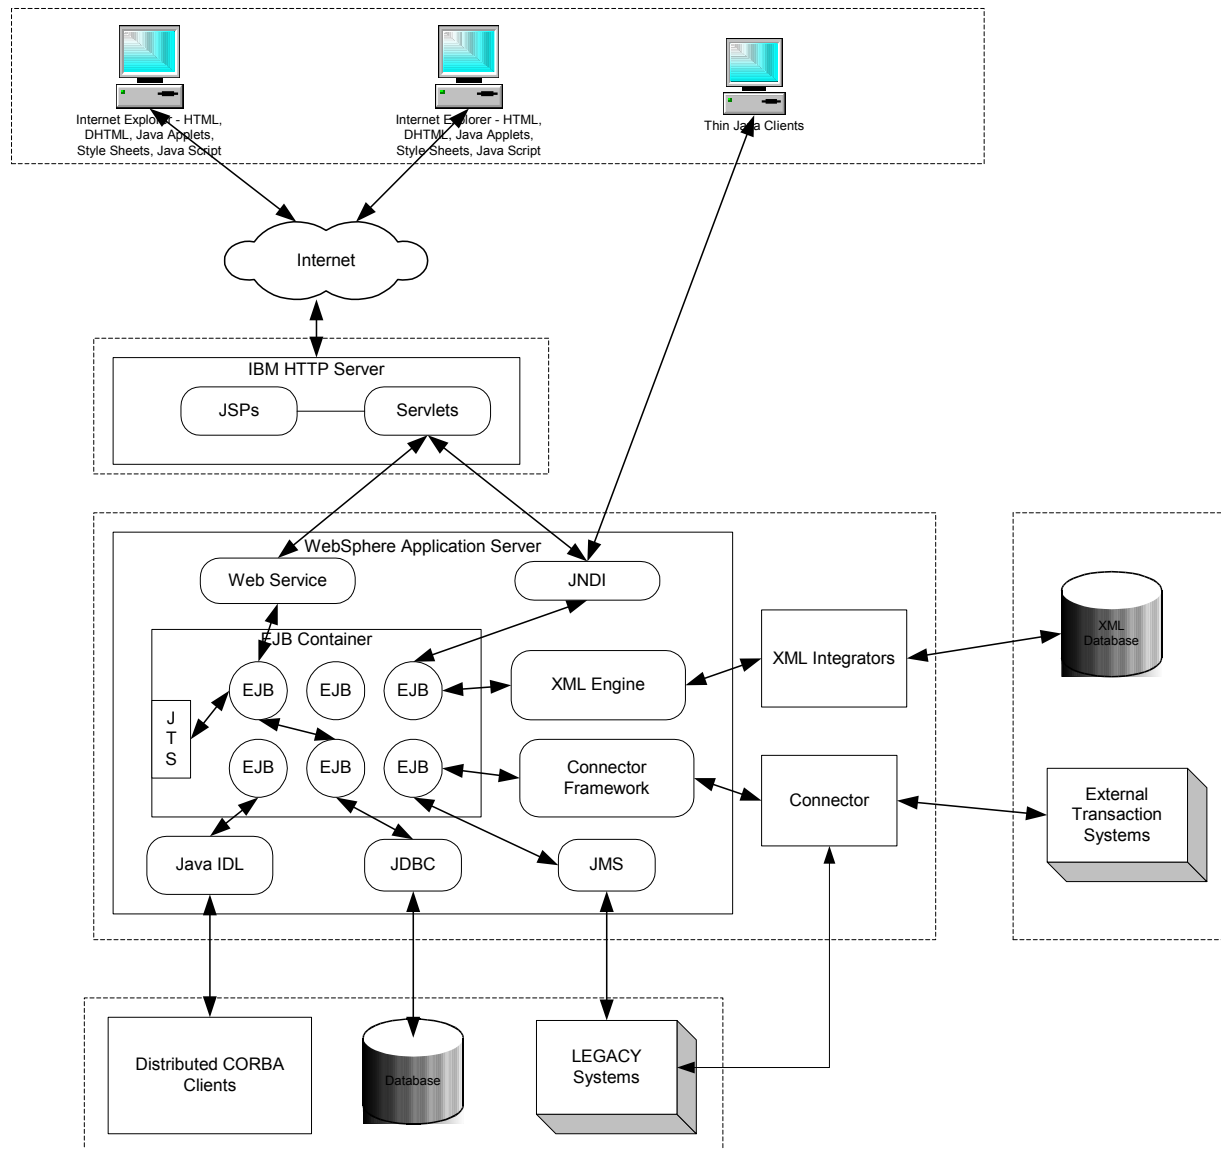 Internet Explorer - HTML,
DHTML, Java Applets,
Style Sheets, Java Script
Internet Explorer - HTML,
DHTML, Java Applets,
Style Sheets, Java Script
Thin Java Clients
Internet
IBM HTTP Server
JSPs
Servlets
WebSphere Application Server
Web Service
JNDI
EJB Container
EJB
EJB
EJB
XML Engine
XML Integrators
XML
Database
J
T
S
EJB
EJB
EJB
Connector
Framework
Connector
External
Transaction
Systems
Java IDL
JDBC
JMS
Distributed CORBA
Clients
Database
LEGACY
Systems